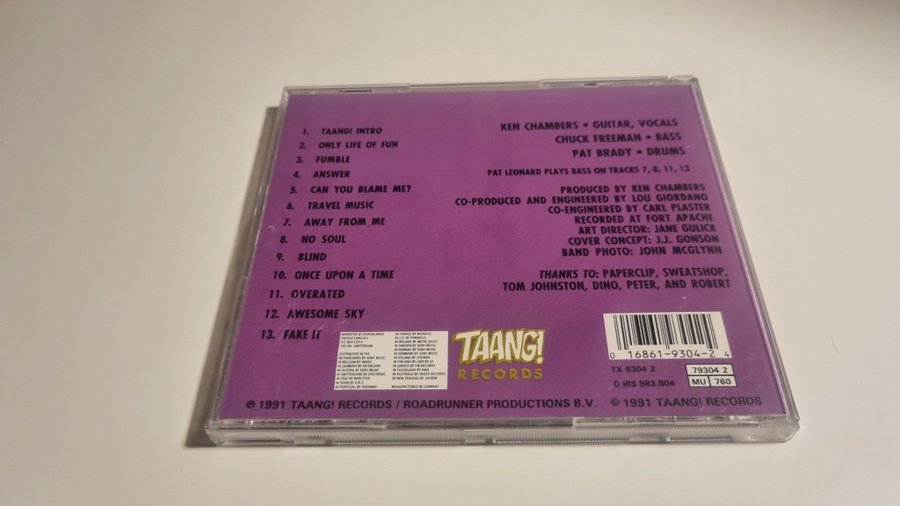 1. TAANG! INTRO
2. ONLY LIFE OF FUN
3. FUMBLE
4. ANSWER
5. CAN YOU BLAME ME?
6. TRAVEL MUSIC
7. AWAY FROM ME
8. NO SOUL
9. BLIND
10. ONCE UPON A TIME
11. OVERATED
12. AWESOME SKY
13. FAKE IT
KEN CHAMBERS • GUITAR, VOCALS
CHUCK FREEMAN • BASS
PAT BRADY • DRUMS
PAT LEONARD PLAYS BASS ON TRACKS 7, 8, 11, 13
PRODUCED BY KEN CHAMBERS
CO-PRODUCED AND ENGINEERED BY LOU GIORDANO
CO-ENGINEERED BY CARL PLASTER
RECORDED AT FORT APACHE
ART DIRECTOR: JANE GULICK
COVER CONCEPT: J.J. GONSON
BAND PHOTO: JOHN MCGLYNN
THANKS TO: PAPERCLIP, SWEATSHOP,
TOM JOHNSTON, DINO, PETER, AND ROBERT
TAANG!
RECORDS
0 16861-9304-2 4
TX 9304 2
79304 2
D IRS 983.804
MU 760
MANUFACTURED IN GERMANY
℗ 1991 TAANG! RECORDS / ROADRUNNER PRODUCTIONS B.V. © 1991 TAANG! RECORDS